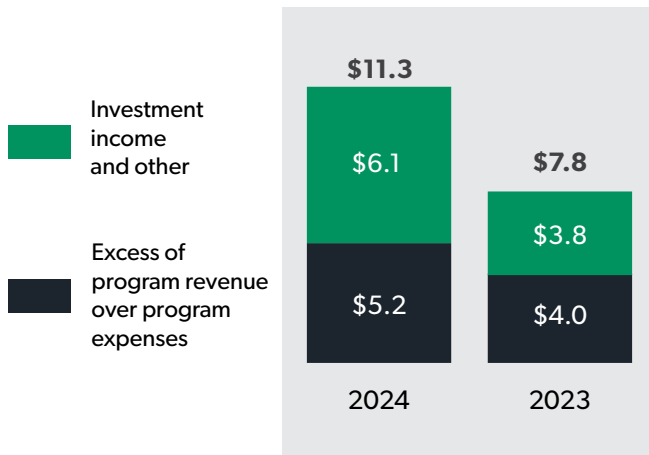 Investment
income
and other
Excess of
program revenue
over program
expenses
$11.3
$6.1
$5.2
2024
$7.8
$3.8
$4.0
2023